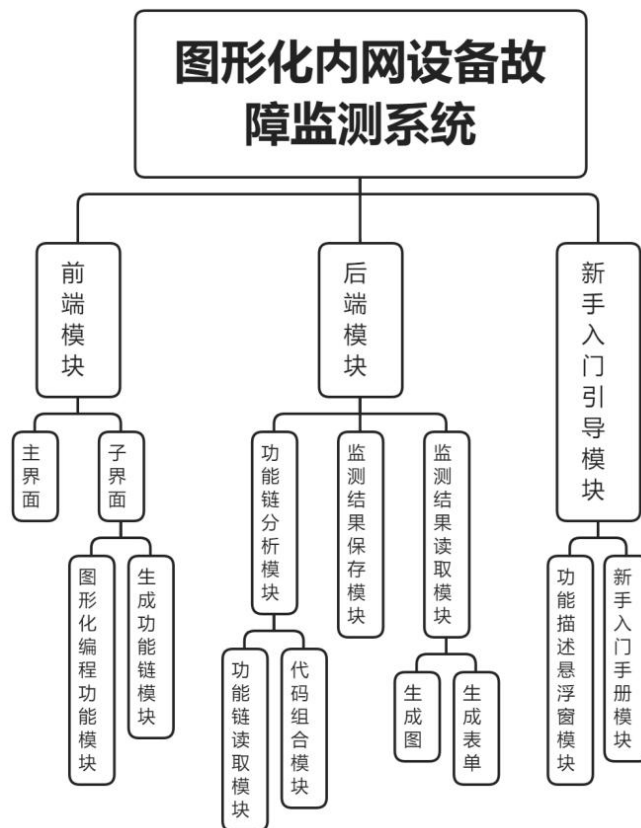 图形化内网设备故
障监测系统
前端模块
后端模块
新手入门引导模块
主界面
子界面
功能链分析模块
监测结果保存模块
监测结果读取模块
图形化编程功能模块
生成功能链模块
功能链读取模块
代码组合模块
生成图
生成表单
功能描述悬浮窗模块
新手入门手册模块